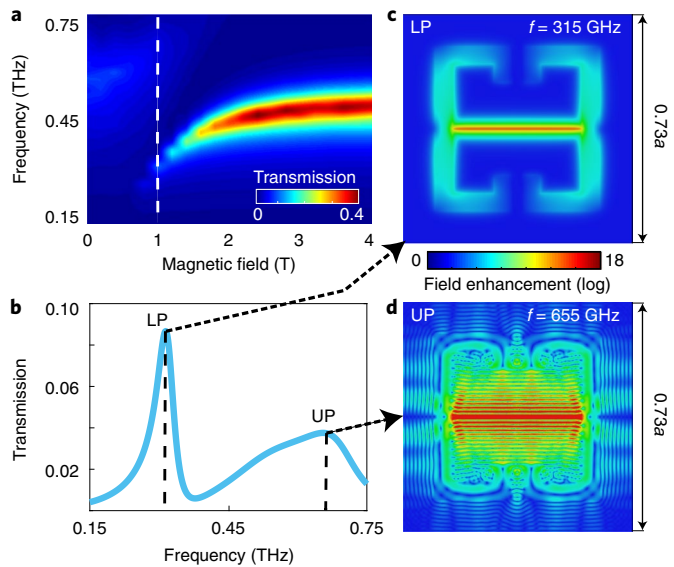 a
0.75
0.45
0.15
Frequency (THz)
Transmission
0
0.4
0
1
2
3
4
Magnetic field (T)
c
LP
f = 315 GHz
0.73a
0
18
Field enhancement (log)
b
0.10
0.06
0.02
Transmission
LP
UP
0.15
0.45
0.75
Frequency (THz)
d
UP
f = 655 GHz
0.73a